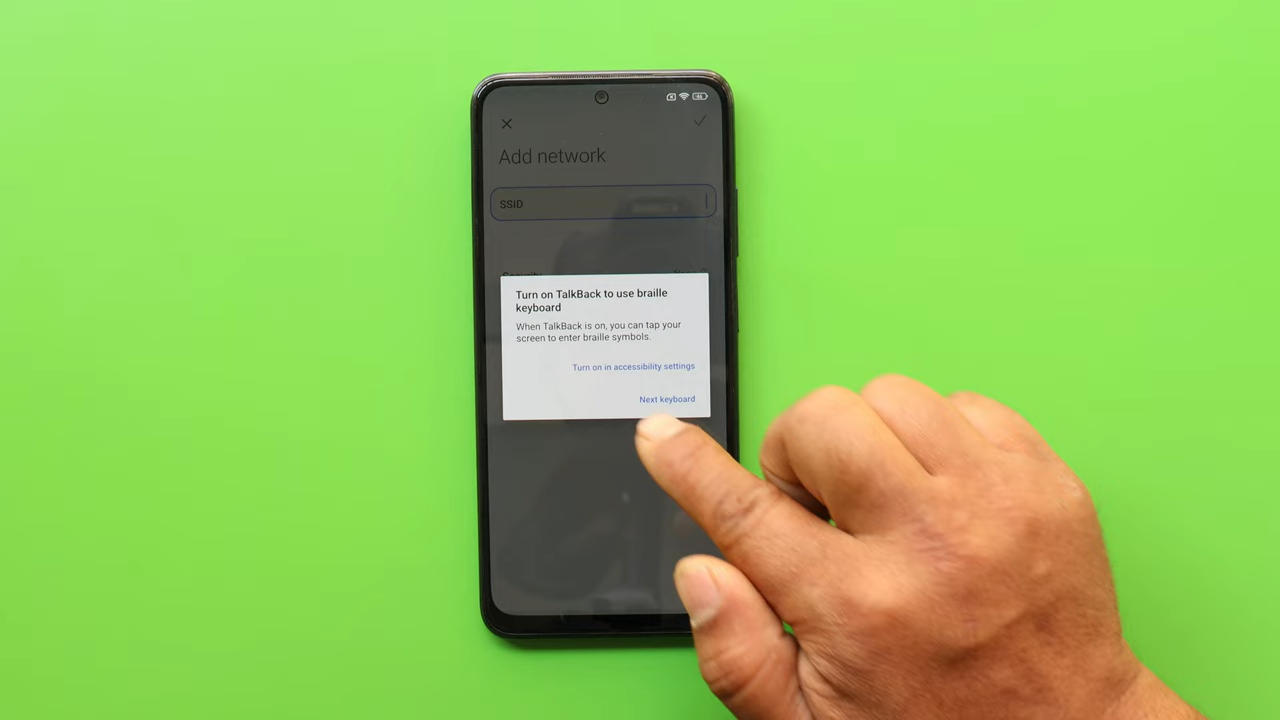 Add network
SSID
Security
Turn on TalkBack to use braille
keyboard
When TalkBack is on, you can tap your
screen to enter braille symbols.
Turn on in accessibility settings
Next keyboard